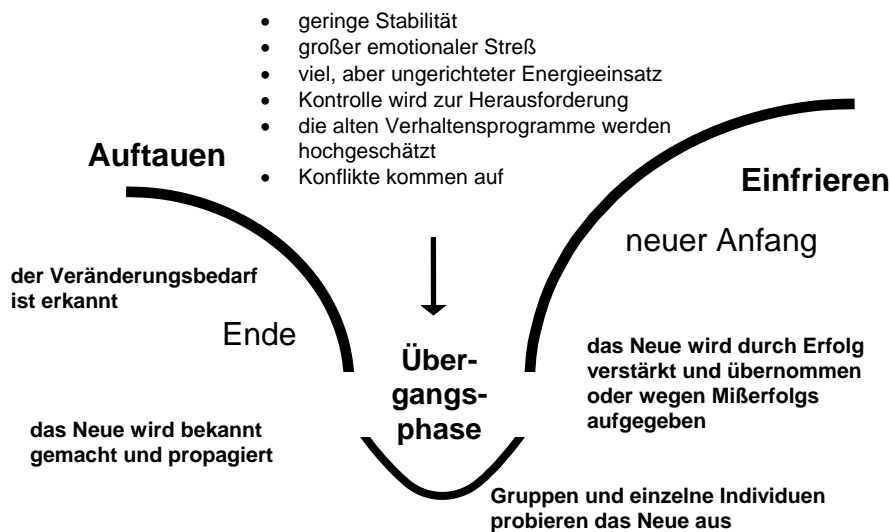 • geringe Stabilität
• großer emotionaler Streß
• viel, aber ungerichteter Energieeinsatz
• Kontrolle wird zur Herausforderung
• die alten Verhaltensprogramme werden
hochgeschätzt
• Konflikte kommen auf
Auftauen
der Veränderungsbedarf
ist erkannt
Ende
das Neue wird bekannt
gemacht und propagiert
Über-
gangs-
phase
Einfrieren
neuer Anfang
das Neue wird durch Erfolg
verstärkt und übernommen
oder wegen Mißerfolgs
aufgegeben
Gruppen und einzelne Individuen
probieren das Neue aus